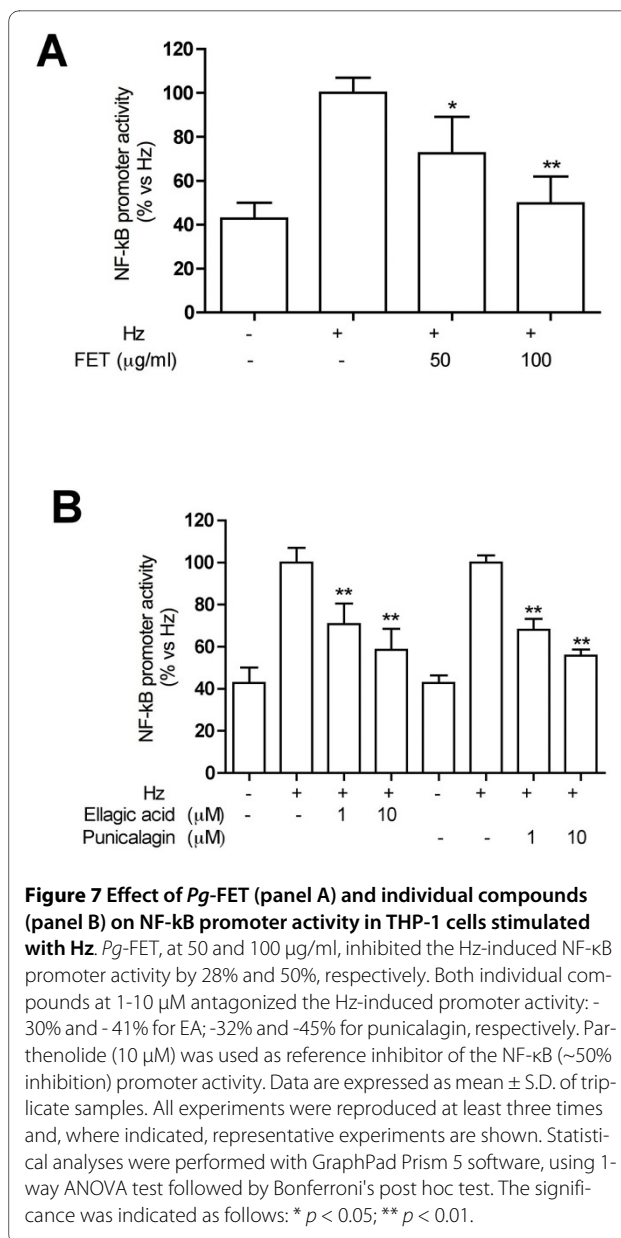 A
120
100
80
60
40
20
0
NF-kB promoter activity
(% vs Hz)
*
**
Hz - + + +
FET (μg/ml) - - 50 100
B
120
100
80
60
40
20
0
NF-kB promoter activity
(% vs Hz)
** ** ** **
Hz - + + + - + + +
Ellagic acid (μM) - - 1 10
Punicalagin (μM) - - 1 10
Figure 7 Effect of Pg-FET (panel A) and individual compounds
(panel B) on NF-kB promoter activity in THP-1 cells stimulated
with Hz. Pg-FET, at 50 and 100 μg/ml, inhibited the Hz-induced NF-κB
promoter activity by 28% and 50%, respectively. Both individual com-
pounds at 1-10 μM antagonized the Hz-induced promoter activity: -
30% and - 41% for EA; -32% and -45% for punicalagin, respectively. Par-
thenolide (10 μM) was used as reference inhibitor of the NF-κB (~50%
inhibition) promoter activity. Data are expressed as mean ± S.D. of trip-
licate samples. All experiments were reproduced at least three times
and, where indicated, representative experiments are shown. Statisti-
cal analyses were performed with GraphPad Prism 5 software, using 1-
way ANOVA test followed by Bonferroni's post hoc test. The signifi-
cance was indicated as follows: * p < 0.05; ** p < 0.01.